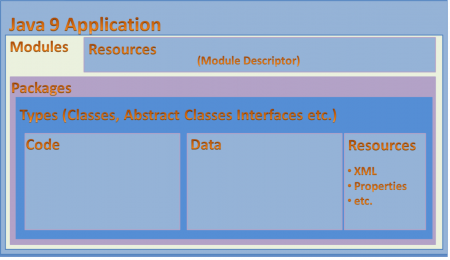 Java 9 Application
Modules
Resources
(Module Descriptor)
Packages
Types (Classes, Abstract Classes Interfaces etc.)
Code
Data
Resources
• XML
• Properties
• etc.